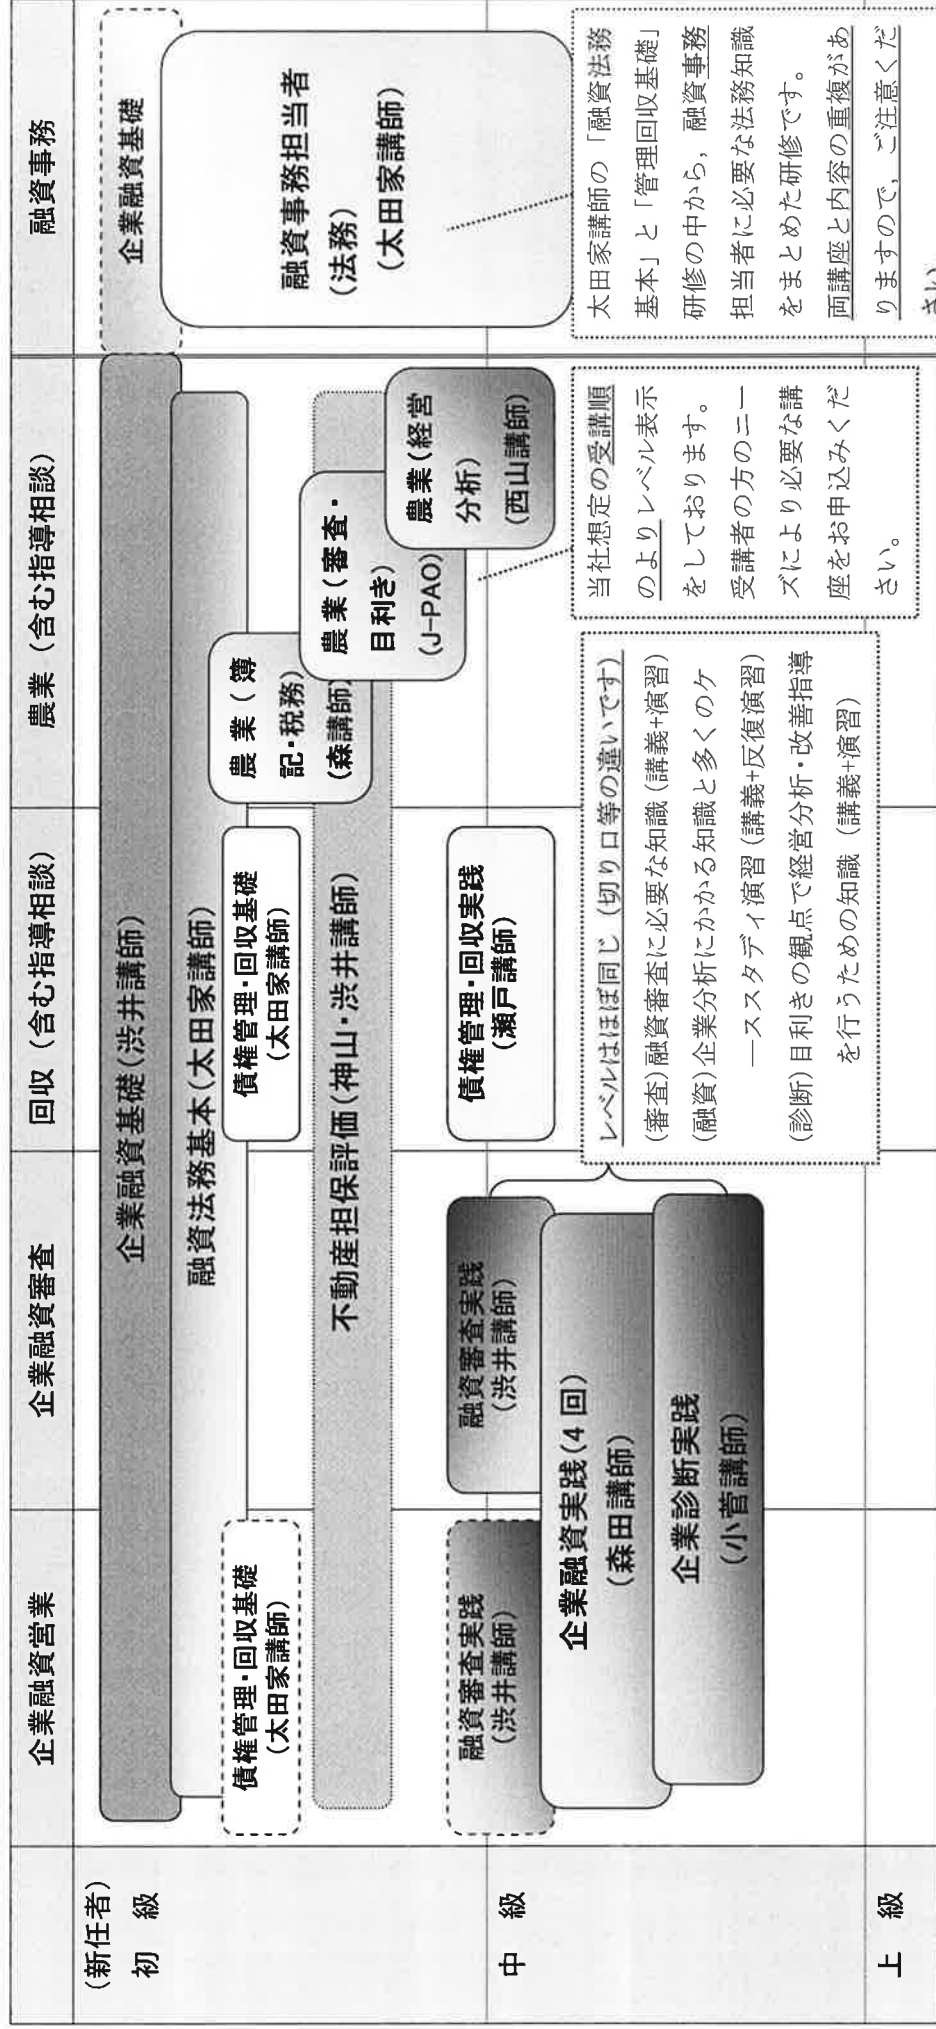 企業融資営業
企業融資審査
回収(含む指導相談)
農業(含む指導相談)
融資事務
(新任者)
初 級
中 級
上 級
企業融資基礎(渋井講師)
企業融資基礎
融資法務基本(太田家講師)
債権管理・回収基礎
(太田家講師)
債権管理・回収基礎
(太田家講師)
農業(簿
記・税務)
(森講師)
融資事務担当者
(法務)
(太田家講師)
不動産担保評価(神山・渋井講師)
農業(審査・
目利き)
(J-PAO)
農業(経営
分析)
(西山講師)
融資審査実践
(渋井講師)
融資審査実践
(渋井講師)
債権管理・回収実践
(瀬戸講師)
企業融資実践(4回)
(森田講師)
企業診断実践
(小菅講師)
レベルはほぼ同じ(切り口等の違いです)
(審査)融資審査に必要な知識(講義+演習)
(融資)企業分析にかかる知識と多くのケ
ーススタディ演習(講義+反復演習)
(診断)目利きの観点で経営分析・改善指導
を行うための知識(講義+演習)
当社想定の受講順
のよりレベル表示
をしております。
受講者の方のニー
ズにより必要な講
座をお申込みくだ
さい。
太田家講師の「融資法務
基本」と「管理回収基礎」
研修の中から,融資事務
担当者に必要な法務知識
をまとめた研修です。
両講座と内容の重複があ
りますので、ご注意くだ
さい